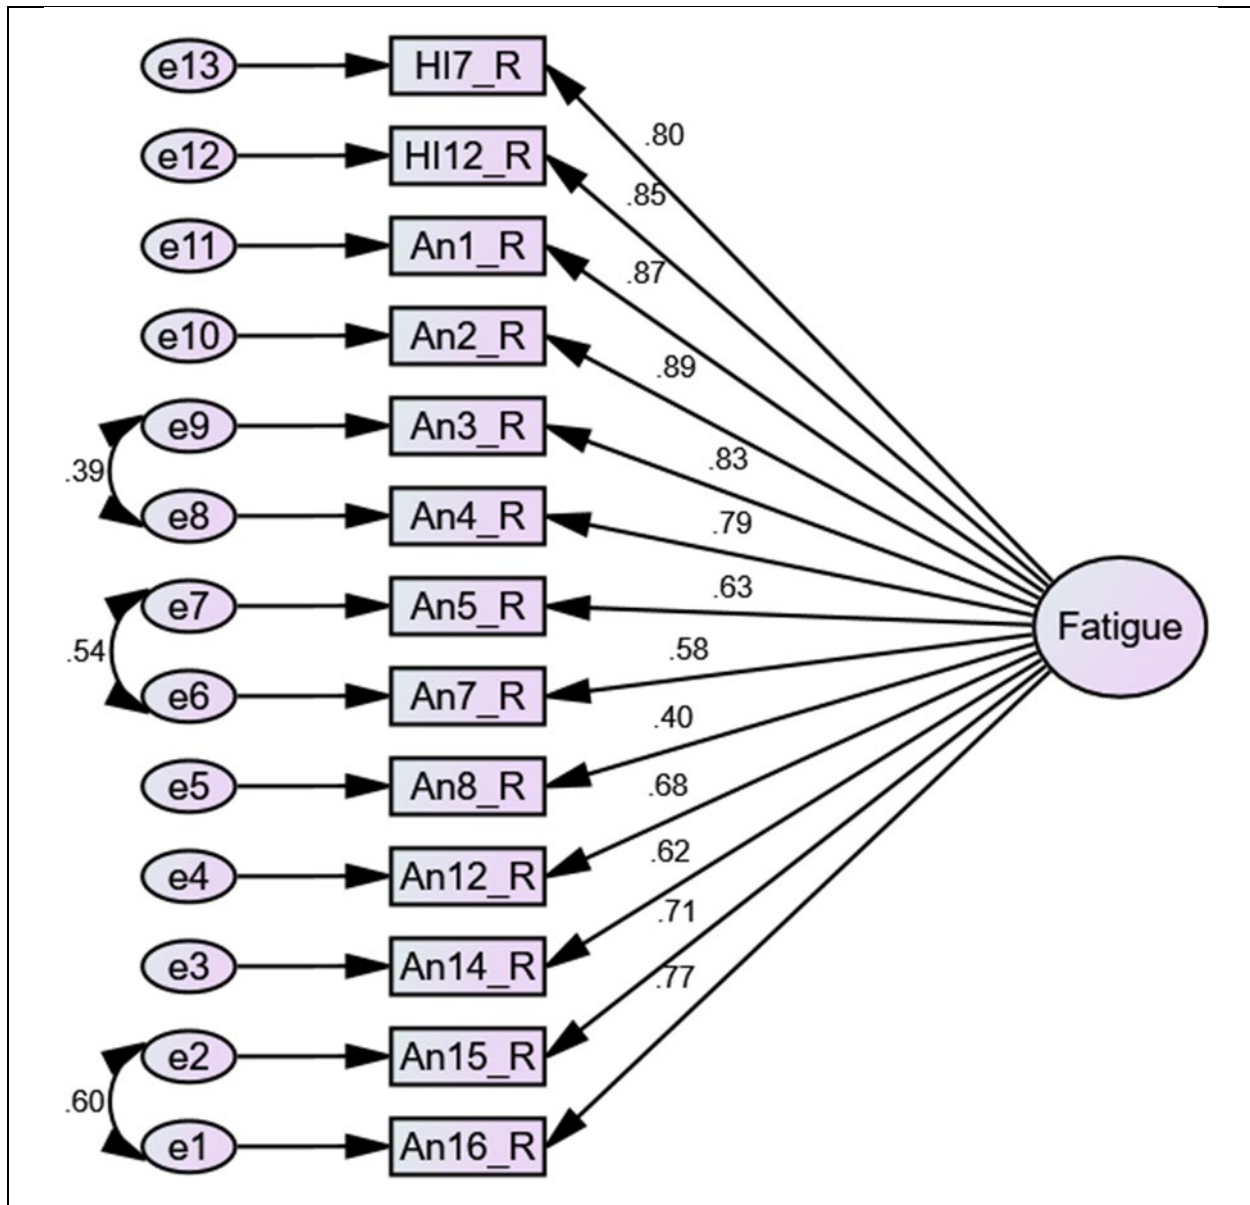 e13 HI7_R
.80
e12 HI12_R
.85
e11 An1_R
.87
e10 An2_R
.89
e9 An3_R
.83
.39
e8 An4_R
.79
e7 An5_R
.63
.54
.58
e6 An7_R
.40
e5 An8_R
.68
e4 An12_R
.62
e3 An14_R
.71
.77
e2 An15_R
.60
e1 An16_R
Fatigue